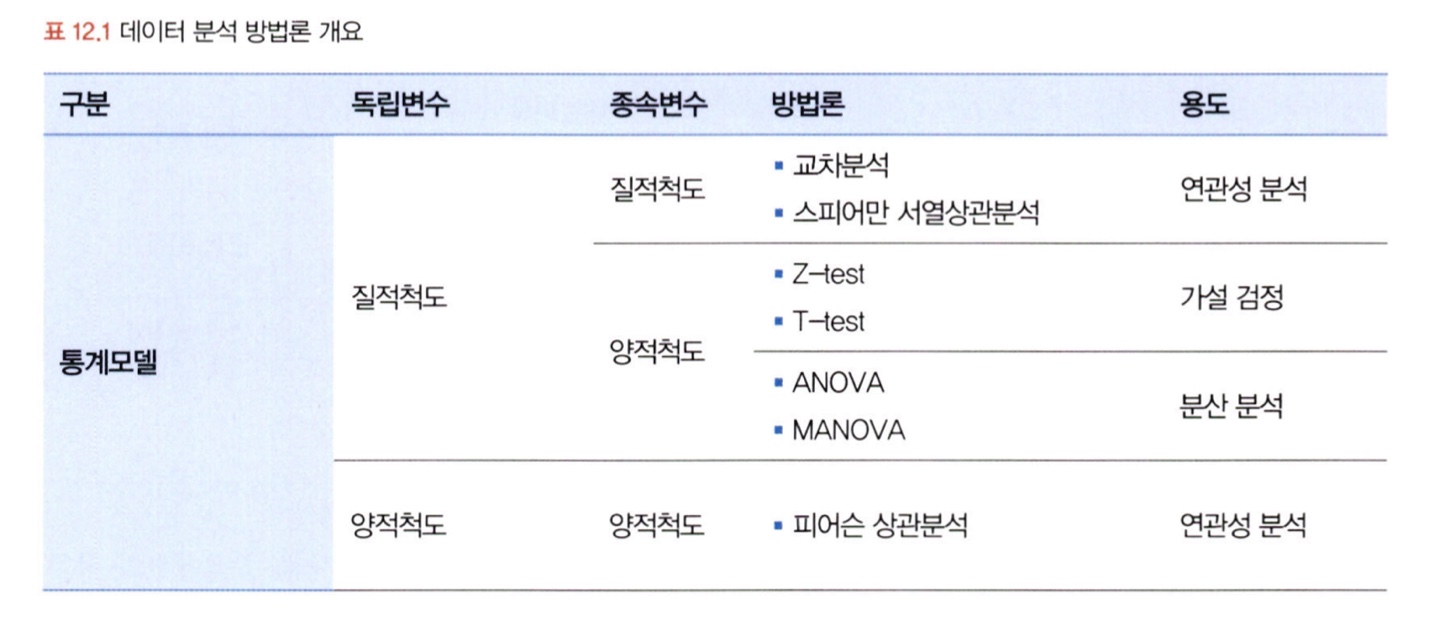 표 12.1 데이터 분석 방법론 개요
구분 독립변수 종속변수 방법론 용도
통계모델
질적척도
질적척도
▪ 교차분석
▪ 스피어만 서열상관분석
연관성 분석
양적척도
▪ Z-test
▪ T-test
가설 검정
▪ ANOVA
▪ MANOVA
분산 분석
양적척도 양적척도 ▪ 피어슨 상관분석 연관성 분석